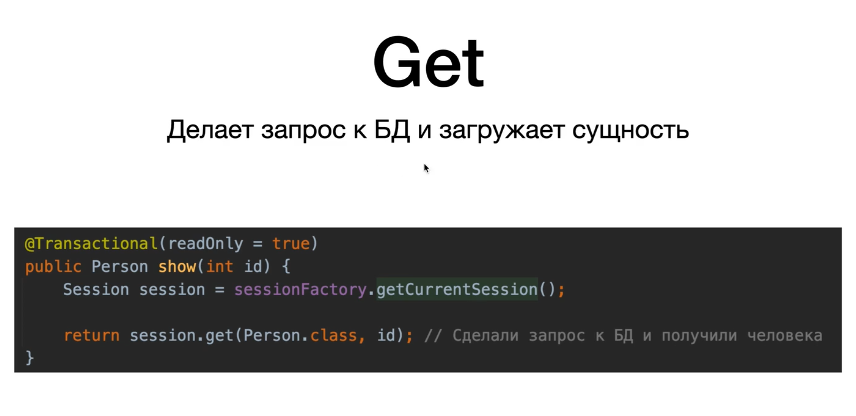 Get
Делает запрос к БД и загружает сущность
@Transactional(readOnly = true)
public Person show(int id) {
    Session session = sessionFactory.getCurrentSession();
    return session.get(Person.class, id); // Сделали запрос к БД и получили человека
}